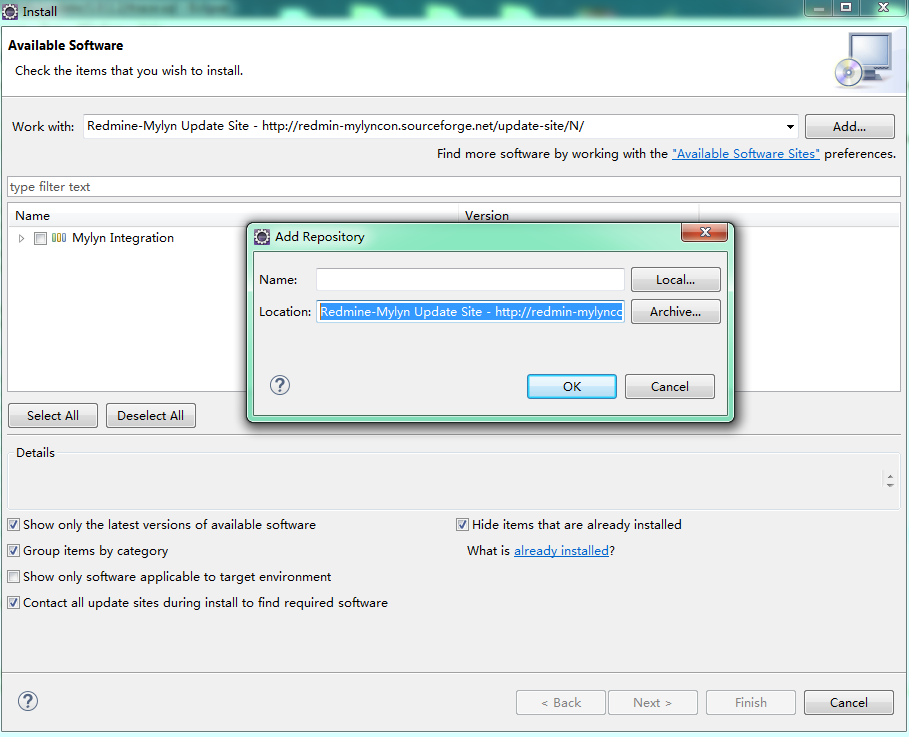 Install
Available Software
Check the items that you wish to install.
Work with: Redmine-Mylyn Update Site - http://redmin-mylyncon.sourceforge.net/update-site/N/ Add...
Find more software by working with the "Available Software Sites" preferences.
type filter text
Name Version
Mylyn Integration
Add Repository
Name: Local...
Location: Redmine-Mylyn Update Site - http://redmin-mylynco Archive...
? OK Cancel
Select All Deselect All
Details
Show only the latest versions of available software Hide items that are already installed
Group items by category What is already installed?
Show only software applicable to target environment
Contact all update sites during install to find required software
? < Back Next > Finish Cancel